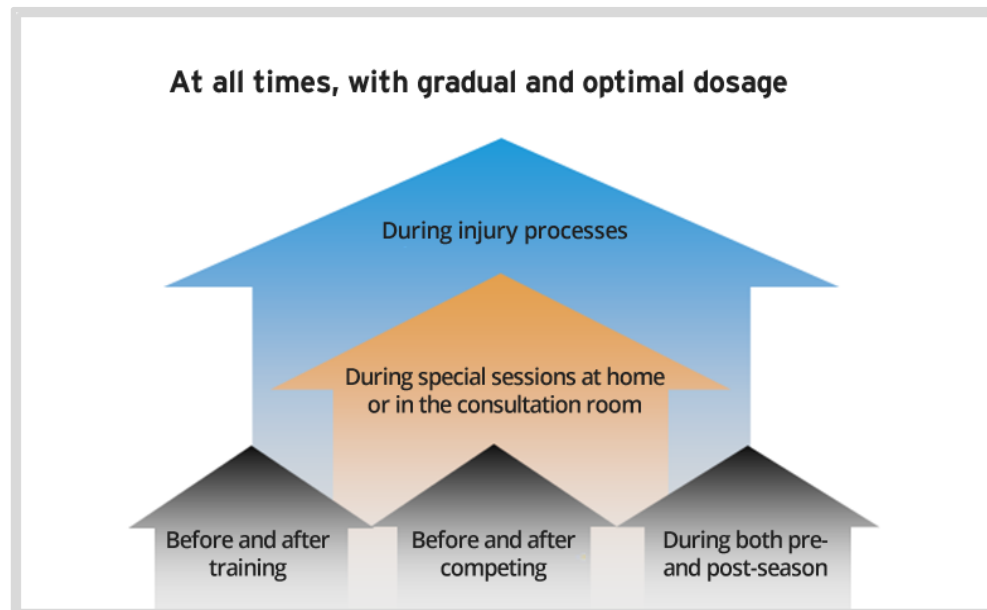 At all times, with gradual and optimal dosage
During injury processes
During special sessions at home
or in the consultation room
Before and after
training
Before and after
competing
During both pre-
and post-season